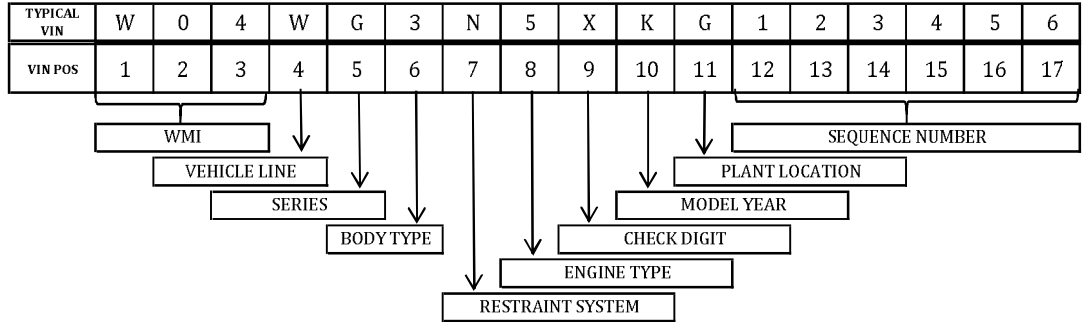 TYPICAL VIN W 0 4 W G 3 N 5 X K G 1 2 3 4 5 6
VIN POS 1 2 3 4 5 6 7 8 9 10 11 12 13 14 15 16 17
WMI SEQUENCE NUMBER
VEHICLE LINE PLANT LOCATION
SERIES MODEL YEAR
BODY TYPE CHECK DIGIT
ENGINE TYPE
RESTRAINT SYSTEM